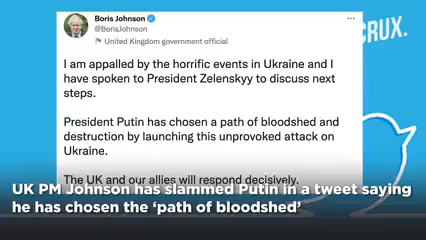 Boris Johnson
@BorisJohnson
United Kingdom government official
CRUX.
I am appalled by the horrific events in Ukraine and I
have spoken to President Zelenskyy to discuss next
steps.
President Putin has chosen a path of bloodshed and
destruction by launching this unprovoked attack on
Ukraine.
The UK and our allies will respond decisively.
UK PM Johnson has slammed Putin in a tweet saying
he has chosen the ‘path of bloodshed’